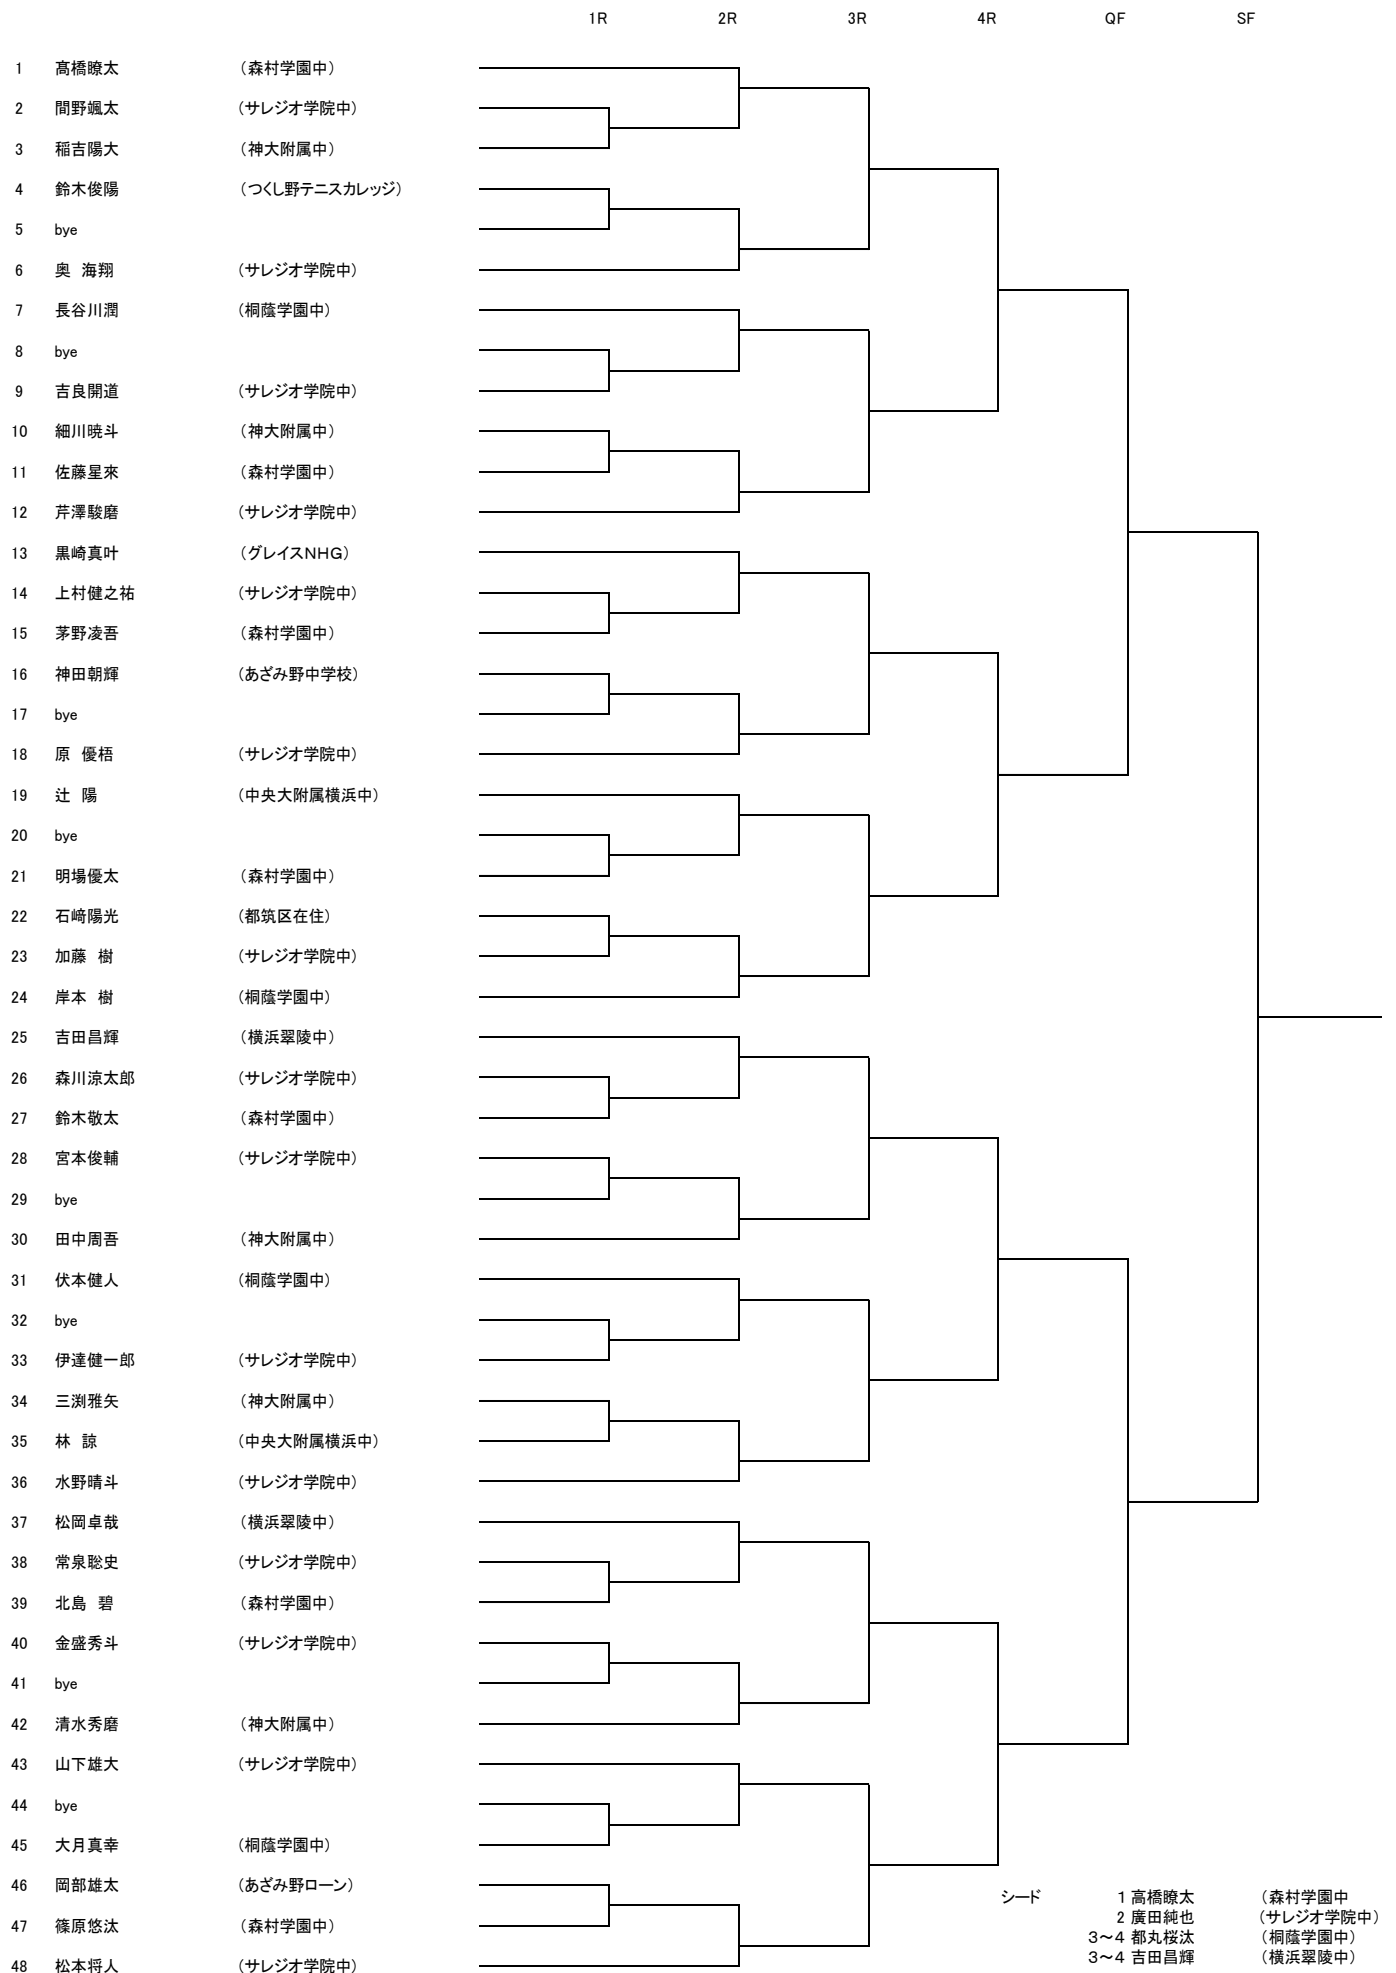 1R 2R 3R 4R QF SF
1 髙橋瞭太 (森村学園中)
2 間野颯太 (サレジオ学院中)
3 稲吉陽大 (神大附属中)
4 鈴木俊陽 (つくし野テニスカレッジ)
5 bye
6 奥 海翔 (サレジオ学院中)
7 長谷川潤 (桐蔭学園中)
8 bye
9 吉良開道 (サレジオ学院中)
10 細川暁斗 (神大附属中)
11 佐藤星來 (森村学園中)
12 芹澤駿磨 (サレジオ学院中)
13 黒崎真叶 (グレイスNHG)
14 上村健之祐 (サレジオ学院中)
15 茅野凌吾 (森村学園中)
16 神田朝輝 (あざみ野中学校)
17 bye
18 原 優梧 (サレジオ学院中)
19 辻 陽 (中央大附属横浜中)
20 bye
21 明場優太 (森村学園中)
22 石﨑陽光 (都筑区在住)
23 加藤 樹 (サレジオ学院中)
24 岸本 樹 (桐蔭学園中)
25 吉田昌輝 (横浜翠陵中)
26 森川涼太郎 (サレジオ学院中)
27 鈴木敬太 (森村学園中)
28 宮本俊輔 (サレジオ学院中)
29 bye
30 田中周吾 (神大附属中)
31 伏本健人 (桐蔭学園中)
32 bye
33 伊達健一郎 (サレジオ学院中)
34 三渕雅矢 (神大附属中)
35 林 諒 (中央大附属横浜中)
36 水野晴斗 (サレジオ学院中)
37 松岡卓哉 (横浜翠陵中)
38 常泉聡史 (サレジオ学院中)
39 北島 碧 (森村学園中)
40 金盛秀斗 (サレジオ学院中)
41 bye
42 清水秀磨 (神大附属中)
43 山下雄大 (サレジオ学院中)
44 bye
45 大月真幸 (桐蔭学園中)
46 岡部雄太 (あざみ野ローン)
47 篠原悠汰 (森村学園中)
48 松本将人 (サレジオ学院中)
シード 1 高橋瞭太 (森村学園中
2 廣田純也 (サレジオ学院中)
3~4 都丸桜汰 (桐蔭学園中)
3~4 吉田昌輝 (横浜翠陵中)